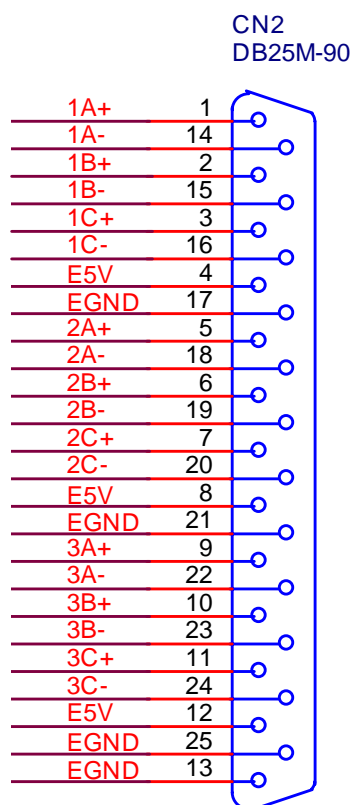 CN2
DB25M-90
1A+ 1
1A- 14
1B+ 2
1B- 15
1C+ 3
1C- 16
E5V 4
EGND 17
2A+ 5
2A- 18
2B+ 6
2B- 19
2C+ 7
2C- 20
E5V 8
EGND 21
3A+ 9
3A- 22
3B+ 10
3B- 23
3C+ 11
3C- 24
E5V 12
EGND 25
EGND 13